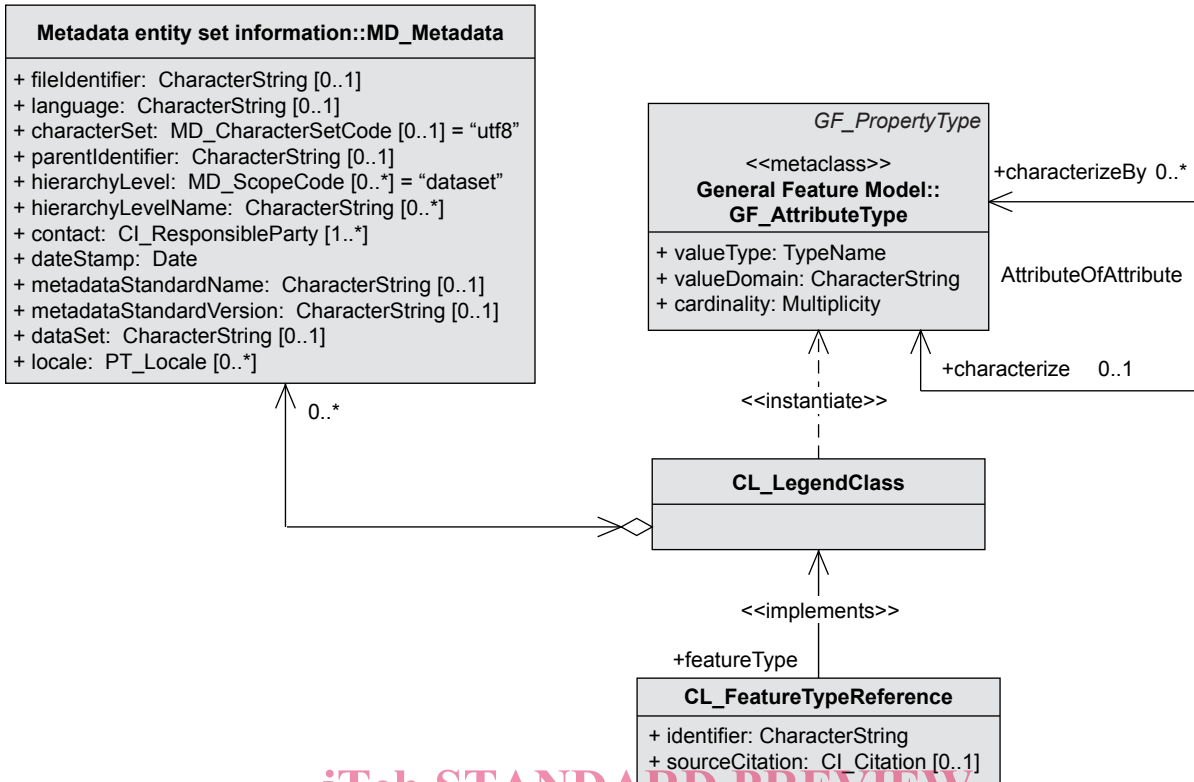 Metadata entity set information::MD_Metadata
+ fileIdentifier: CharacterString [0..1]
+ language: CharacterString [0..1]
+ characterSet: MD_CharacterSetCode [0..1] = “utf8”
+ parentIdentifier: CharacterString [0..1]
+ hierarchyLevel: MD_ScopeCode [0..*] = “dataset”
+ hierarchyLevelName: CharacterString [0..*]
+ contact: CI_ResponsibleParty [1..*]
+ dateStamp: Date
+ metadataStandardName: CharacterString [0..1]
+ metadataStandardVersion: CharacterString [0..1]
+ dataSet: CharacterString [0..1]
+ locale: PT_Locale [0..*]
0..*
GF_PropertyType
<<metaclass>>
General Feature Model::
GF_AttributeType
+ valueType: TypeName
+ valueDomain: CharacterString
+ cardinality: Multiplicity
+characterizeBy 0..*
AttributeOfAttribute
+characterize 0..1
<<instantiate>>
CL_LegendClass
<<implements>>
+featureType
CL_FeatureTypeReference
+ identifier: CharacterString
+ sourceCitation: CI_Citation [0..1]
iTeh STANDARD PREVIEW